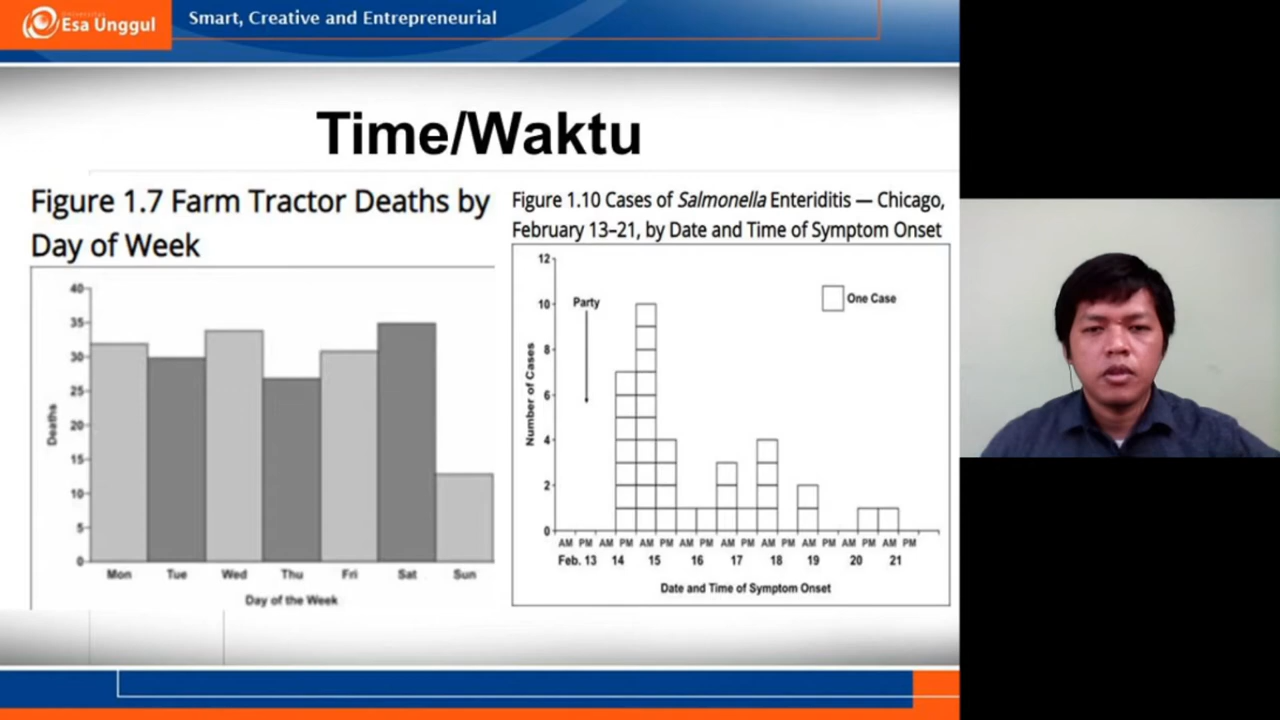 Universitas
Esa Unggul
Smart, Creative and Entrepreneurial
Time/Waktu
Figure 1.7 Farm Tractor Deaths by
Day of Week
40
35
30
25
20
15
10
5
0
Deaths
Mon Tue Wed Thu Fri Sat Sun
Day of the Week
Figure 1.10 Cases of Salmonella Enteriditis — Chicago,
February 13–21, by Date and Time of Symptom Onset
12
10
8
6
4
2
0
Number of Cases
Party
One Case
AM PM AM PM AM PM AM PM AM PM AM PM AM PM AM PM AM PM
Feb. 13 14 15 16 17 18 19 20 21
Date and Time of Symptom Onset